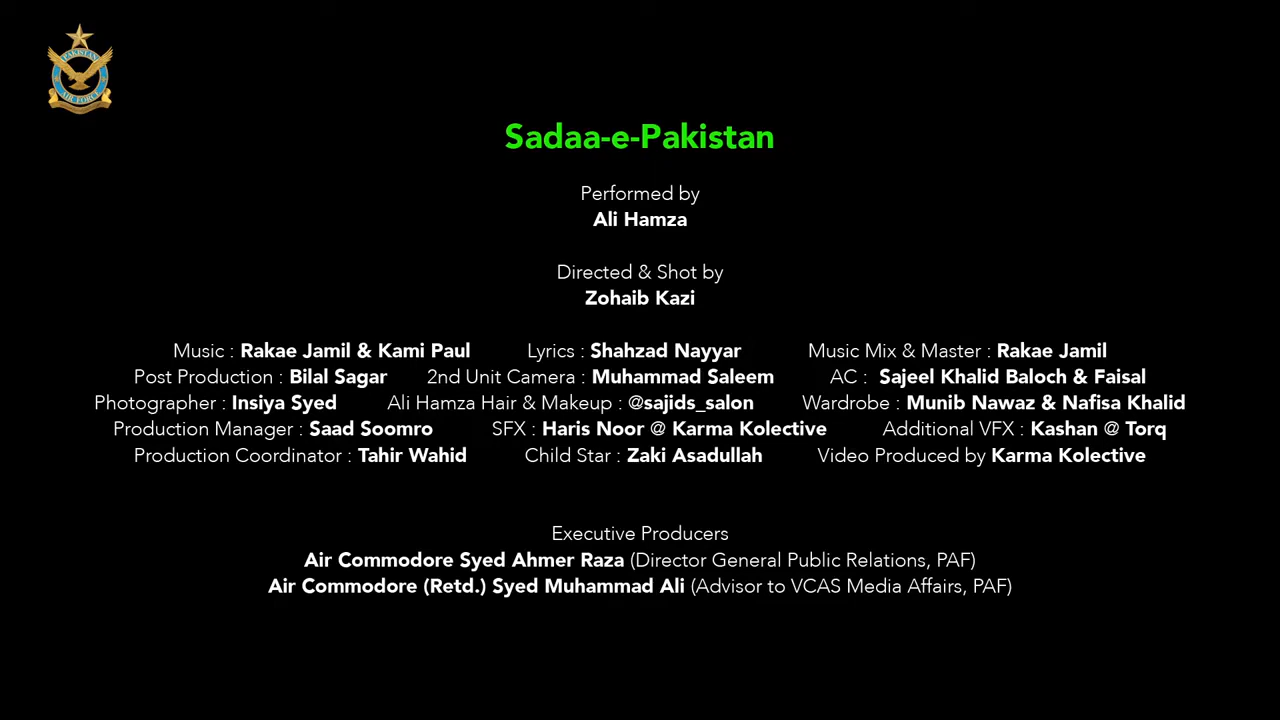 PAKISTAN
AIR FORCE
Sadaa-e-Pakistan
Performed by
Ali Hamza
Directed & Shot by
Zohaib Kazi
Music : Rakae Jamil & Kami Paul Lyrics : Shahzad Nayyar Music Mix & Master : Rakae Jamil
Post Production : Bilal Sagar 2nd Unit Camera : Muhammad Saleem AC : Sajeel Khalid Baloch & Faisal
Photographer : Insiya Syed Ali Hamza Hair & Makeup : @sajids_salon Wardrobe : Munib Nawaz & Nafisa Khalid
Production Manager : Saad Soomro SFX : Haris Noor @ Karma Kolective Additional VFX : Kashan @ Torq
Production Coordinator : Tahir Wahid Child Star : Zaki Asadullah Video Produced by Karma Kolective
Executive Producers
Air Commodore Syed Ahmer Raza (Director General Public Relations, PAF)
Air Commodore (Retd.) Syed Muhammad Ali (Advisor to VCAS Media Affairs, PAF)